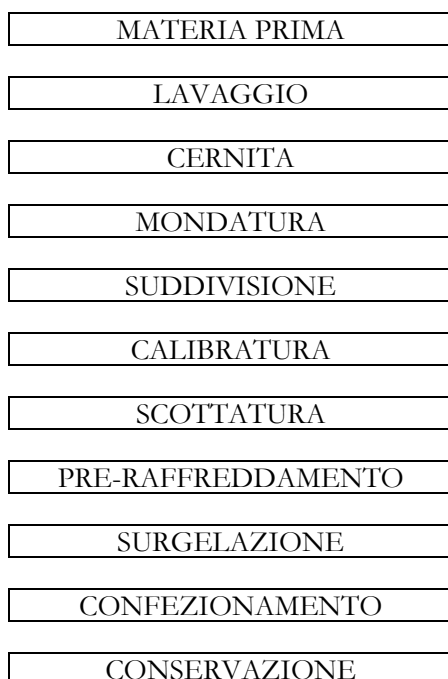 MATERIA PRIMA
LAVAGGIO
CERNITA
MONDATURA
SUDDIVISIONE
CALIBRATURA
SCOTTATURA
PRE-RAFFREDDAMENTO
SURGELAZIONE
CONFEZIONAMENTO
CONSERVAZIONE